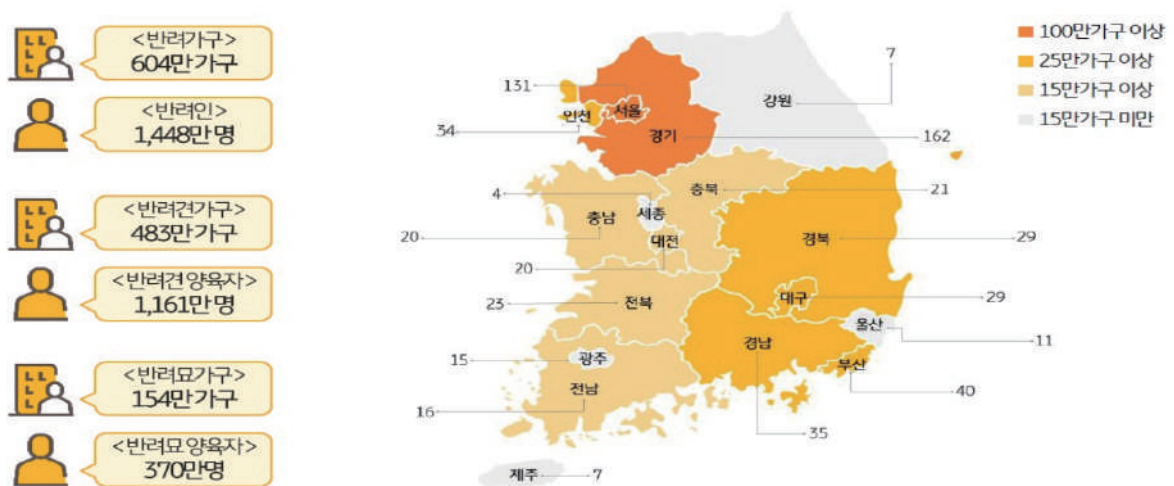 <반려가구>
604만가구
<반려인>
1,448만명
<반려견가구>
483만가구
<반려견양육자>
1,161만명
<반려묘가구>
154만가구
<반려묘양육자>
370만명
100만가구 이상
25만가구 이상
15만가구 이상
15만가구 미만
7
131
강원
서울
인천
34
경기
162
충북
4
21
세종
충남
20
대전
경북
29
20
23
전북
대구
29
울산
11
경남
15
광주
부산
전남
40
16
35
제주
7